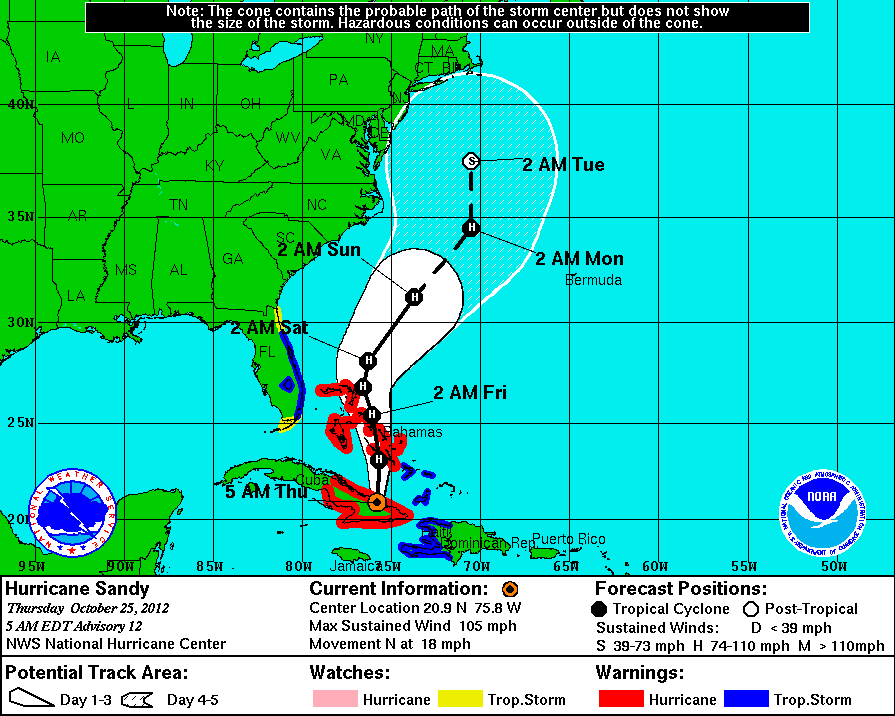 Note: The cone contains the probable path of the storm center but does not show
the size of the storm. Hazardous conditions can occur outside of the cone.
NY
IA
MA
CT RI
PA
NJ
40N
IL IN OH
MD
DE
MO
WV
KY
VA
2 AM Tue
TN
NC
35N
AR
SC
2 AM Sun
GA
2 AM Mon
MS
AL
Bermuda
LA
30N
2 AM Sat
FL
2 AM Fri
25N
Bahamas
Cuba
5 AM Thu
NATIONAL WEATHER SERVICE
NOAA
20N
Dominican Rep
Puerto Rico
Jamaica
95W 90W 85W 80W 75W 70W 65W 60W 55W 50W
Hurricane Sandy
Thursday October 25, 2012
5 AM EDT Advisory 12
NWS National Hurricane Center
Current Information:
Center Location 20.9 N 75.8 W
Max Sustained Wind 105 mph
Movement N at 18 mph
Forecast Positions:
Tropical Cyclone Post-Tropical
Sustained Winds: D < 39 mph
S 39-73 mph H 74-110 mph M > 110mph
Potential Track Area:
Day 1-3 Day 4-5
Watches:
Hurricane Trop.Storm
Warnings:
Hurricane Trop.Storm